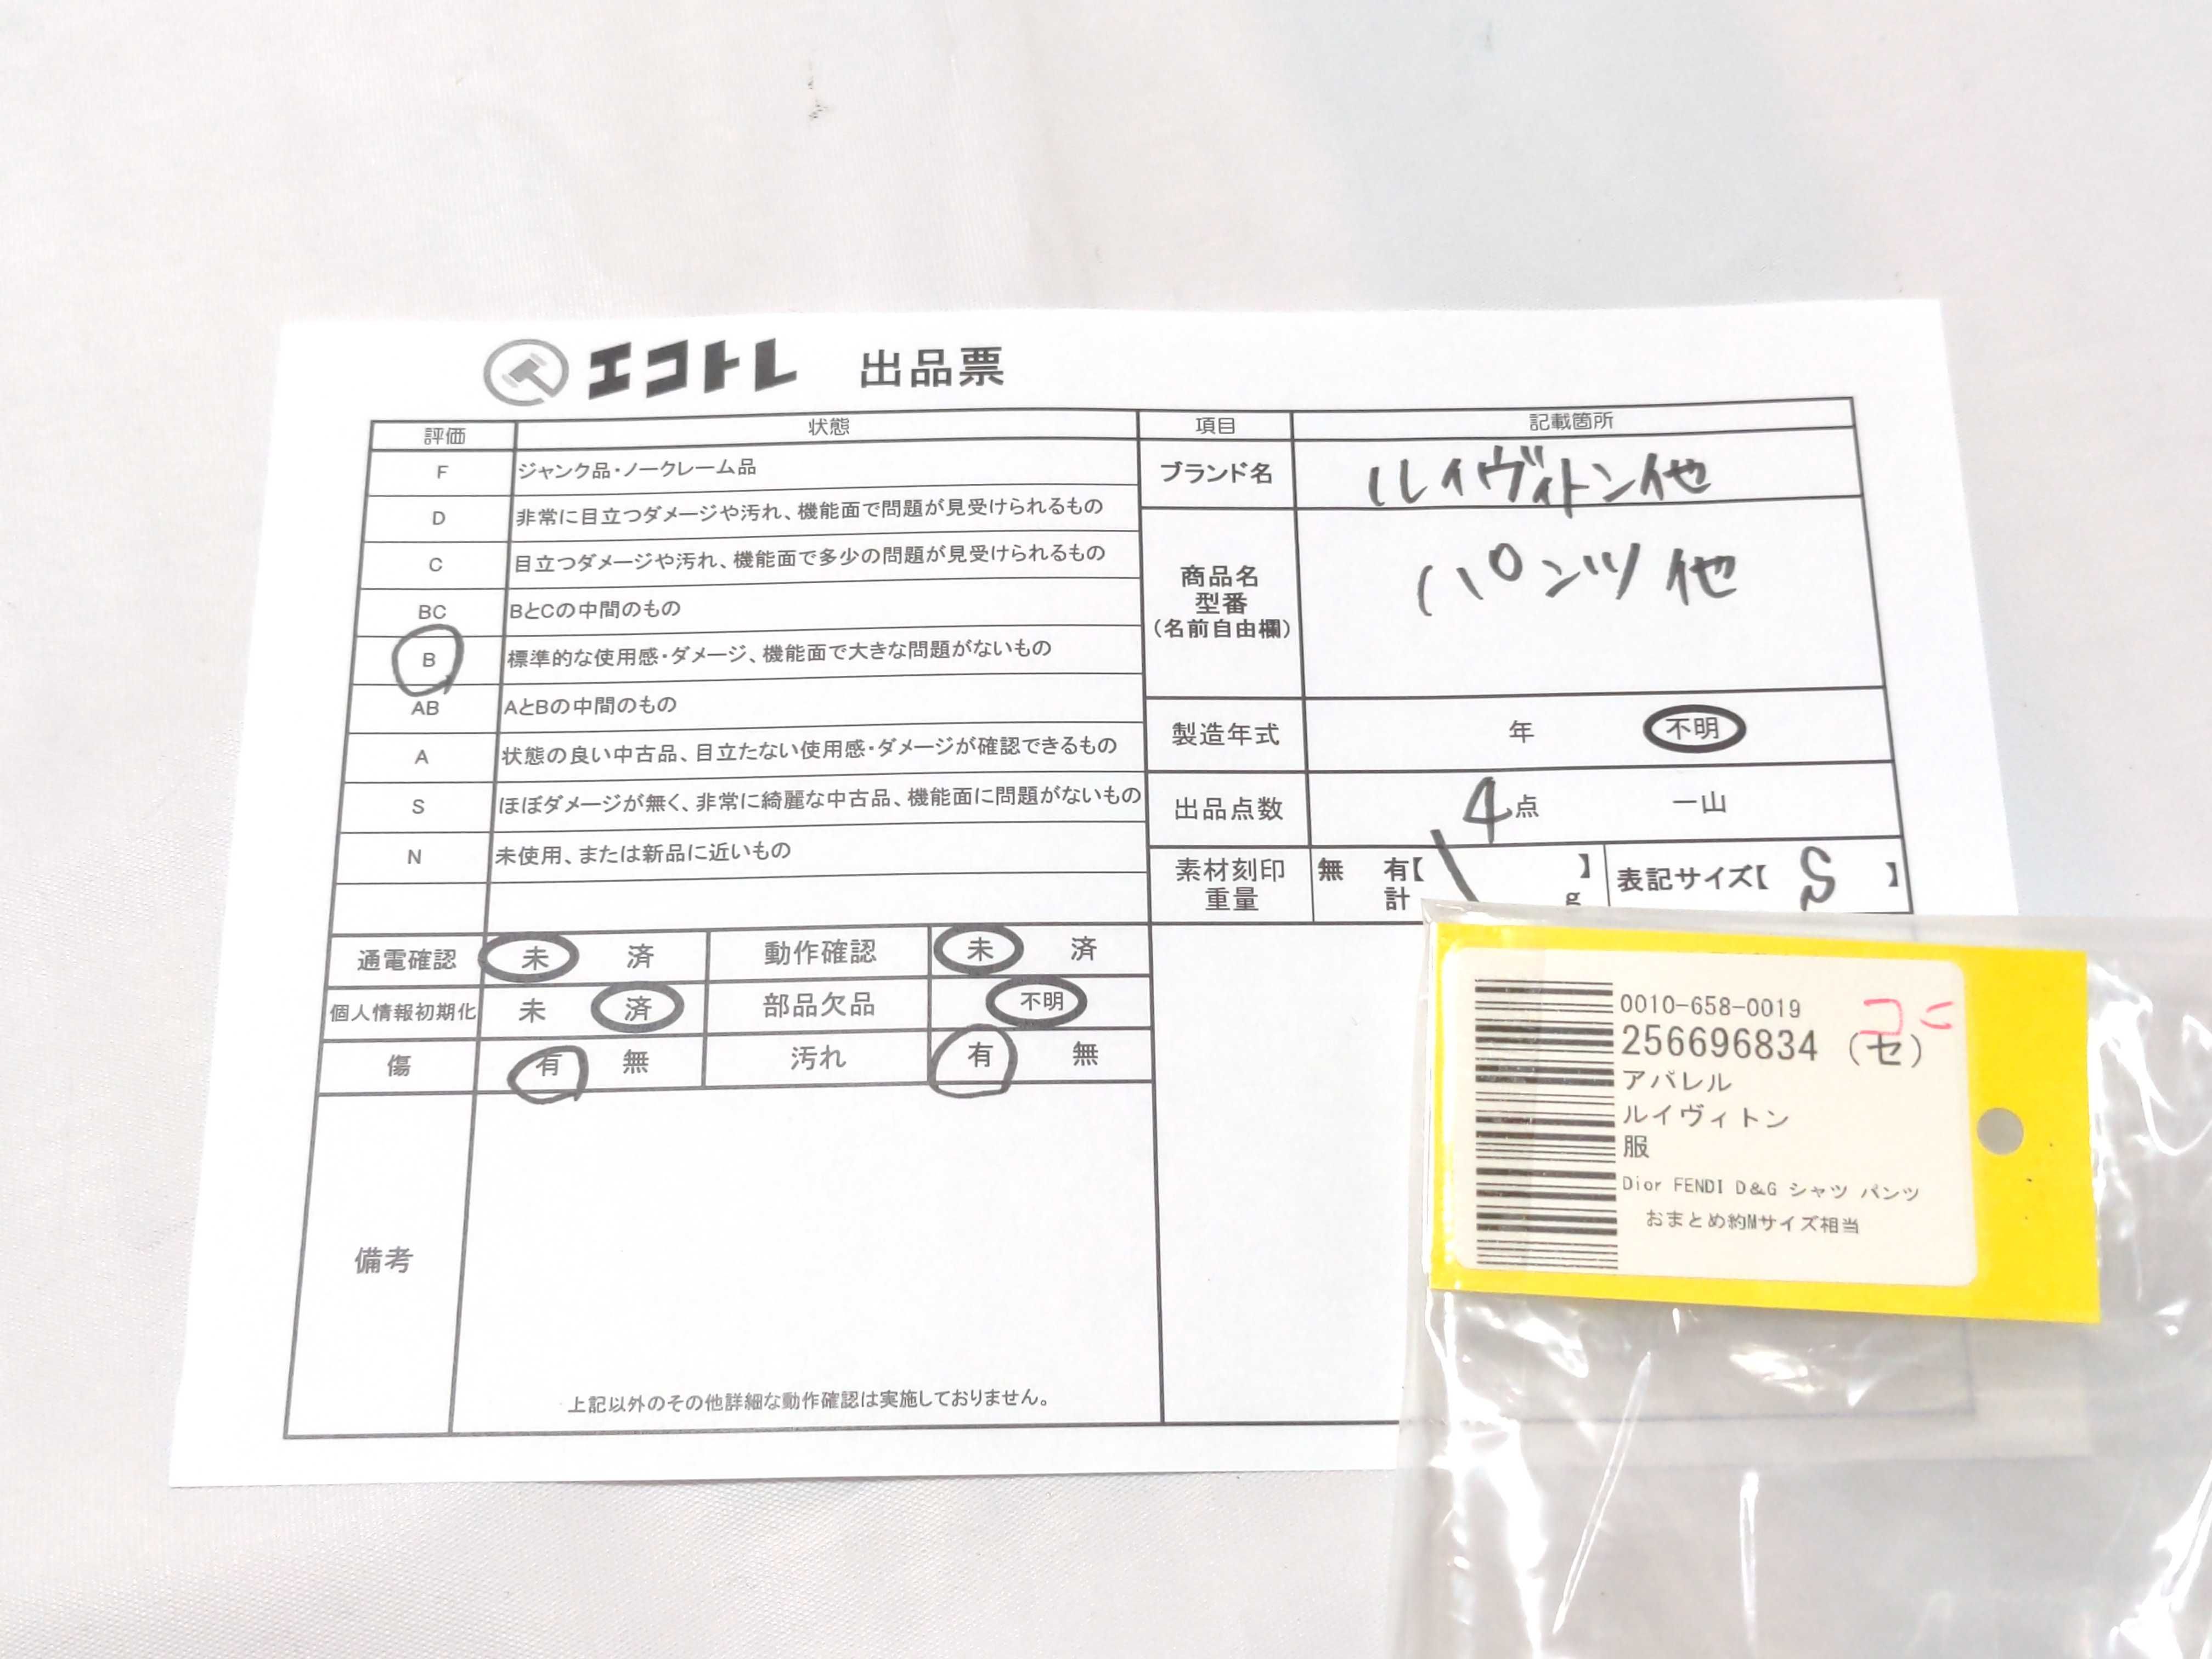 エコトレ 出品票
評価 状態 項目 記載箇所
F ジャンク品・ノークレーム品
D 非常に目立つダメージや汚れ、機能面で問題が見受けられるもの
C 目立つダメージや汚れ、機能面で多少の問題が見受けられるもの
BC BとCの中間のもの
B 標準的な使用感・ダメージ、機能面で大きな問題がないもの
AB AとBの中間のもの
A 状態の良い中古品、目立たない使用感・ダメージが確認できるもの
S ほぼダメージが無く、非常に綺麗な中古品、機能面に問題がないもの
N 未使用、または新品に近いもの
ブランド名 ルイヴィトン他
商品名
型番
(名前自由欄)
パンツ他
製造年式 年 不明
出品点数 4点 一山
素材刻印 無 有【 】 表記サイズ【 S 】
重量 計 g
通電確認 未 済 動作確認 未 済
個人情報初期化 未 済 部品欠品 不明
傷 有 無 汚れ 有 無
備考
上記以外のその他詳細な動作確認は実施しておりません。
0010-658-0019
256696834 (セ)
アパレル
ルイヴィトン
服
Dior FENDI D&G シャツ パンツ
おまとめ約Mサイズ相当